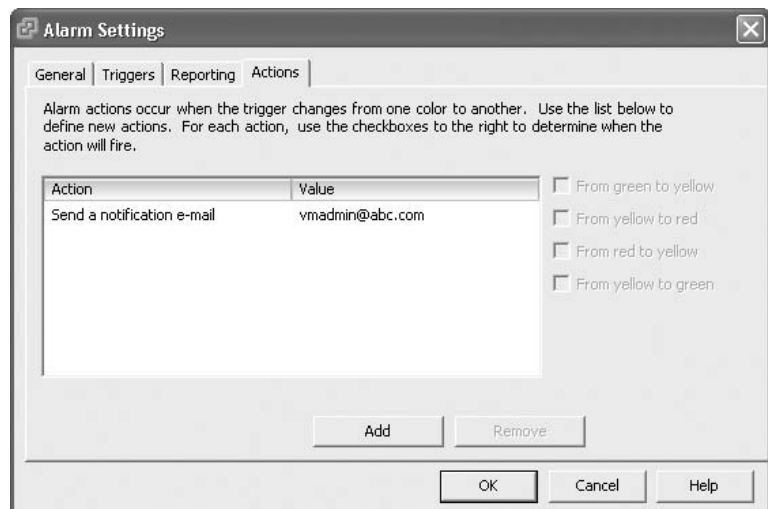 Alarm Settings
General Triggers Reporting Actions
Alarm actions occur when the trigger changes from one color to another. Use the list below to
define new actions. For each action, use the checkboxes to the right to determine when the
action will fire.
Action Value
Send a notification e-mail vmadmin@abc.com
From green to yellow
From yellow to red
From red to yellow
From yellow to green
Add Remove
OK Cancel Help